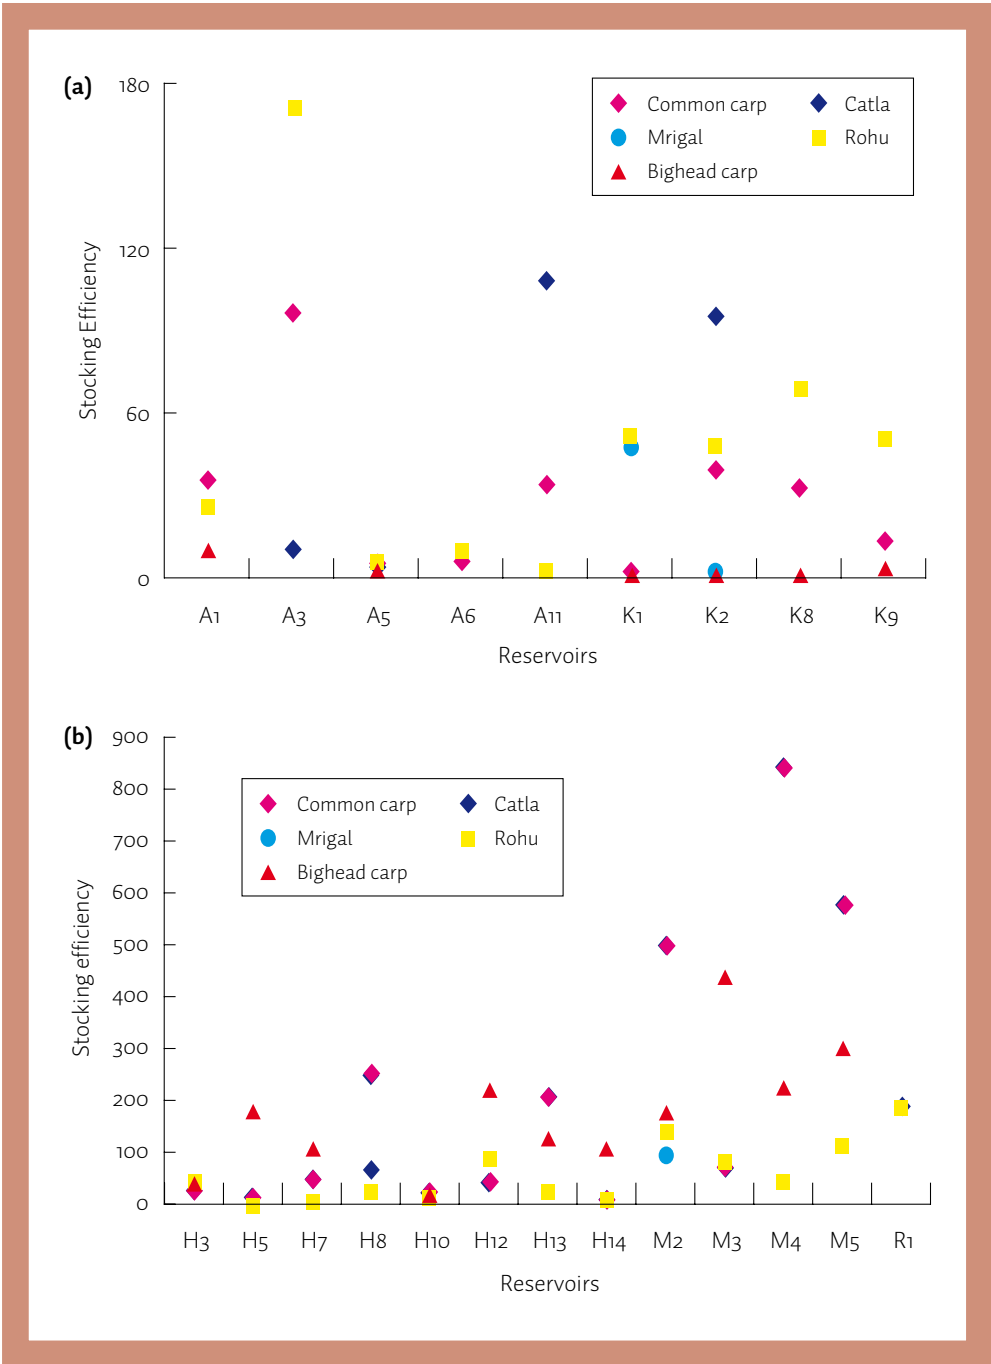 (a)
180
120
60
0
Stocking Efficiency
Common carp Catla
Mrigal Rohu
Bighead carp
A1 A3 A5 A6 A11 K1 K2 K8 K9
Reservoirs
(b)
900
800
700
600
500
400
300
200
100
0
Stocking efficiency
Common carp Catla
Mrigal Rohu
Bighead carp
H3 H5 H7 H8 H10 H12 H13 H14 M2 M3 M4 M5 R1
Reservoirs